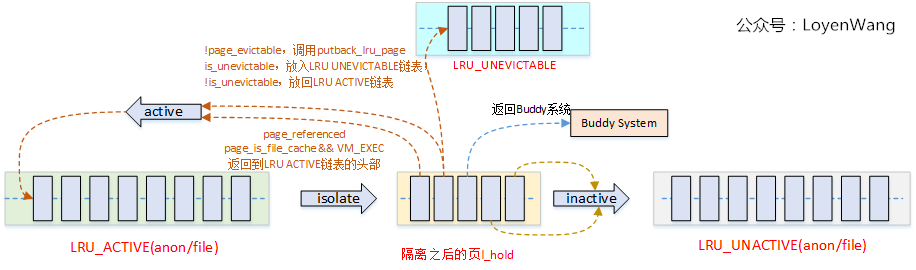 公众号：LoyenWang
!page_evictable，调用putback_lru_page
is_unevictable，放入LRU UNEVICTABLE链表！
!is_unevictable，放回LRU ACTIVE链表
LRU_UNEVICTABLE
active
返回Buddy系统
Buddy System
page_referenced
page_is_file_cache&& VM_EXEC
返回到LRU ACTIVE链表的头部
isolate
inactive
LRU_ACTIVE(anon/file)
隔离之后的页l_hold
LRU_UNACTIVE(anon/file)